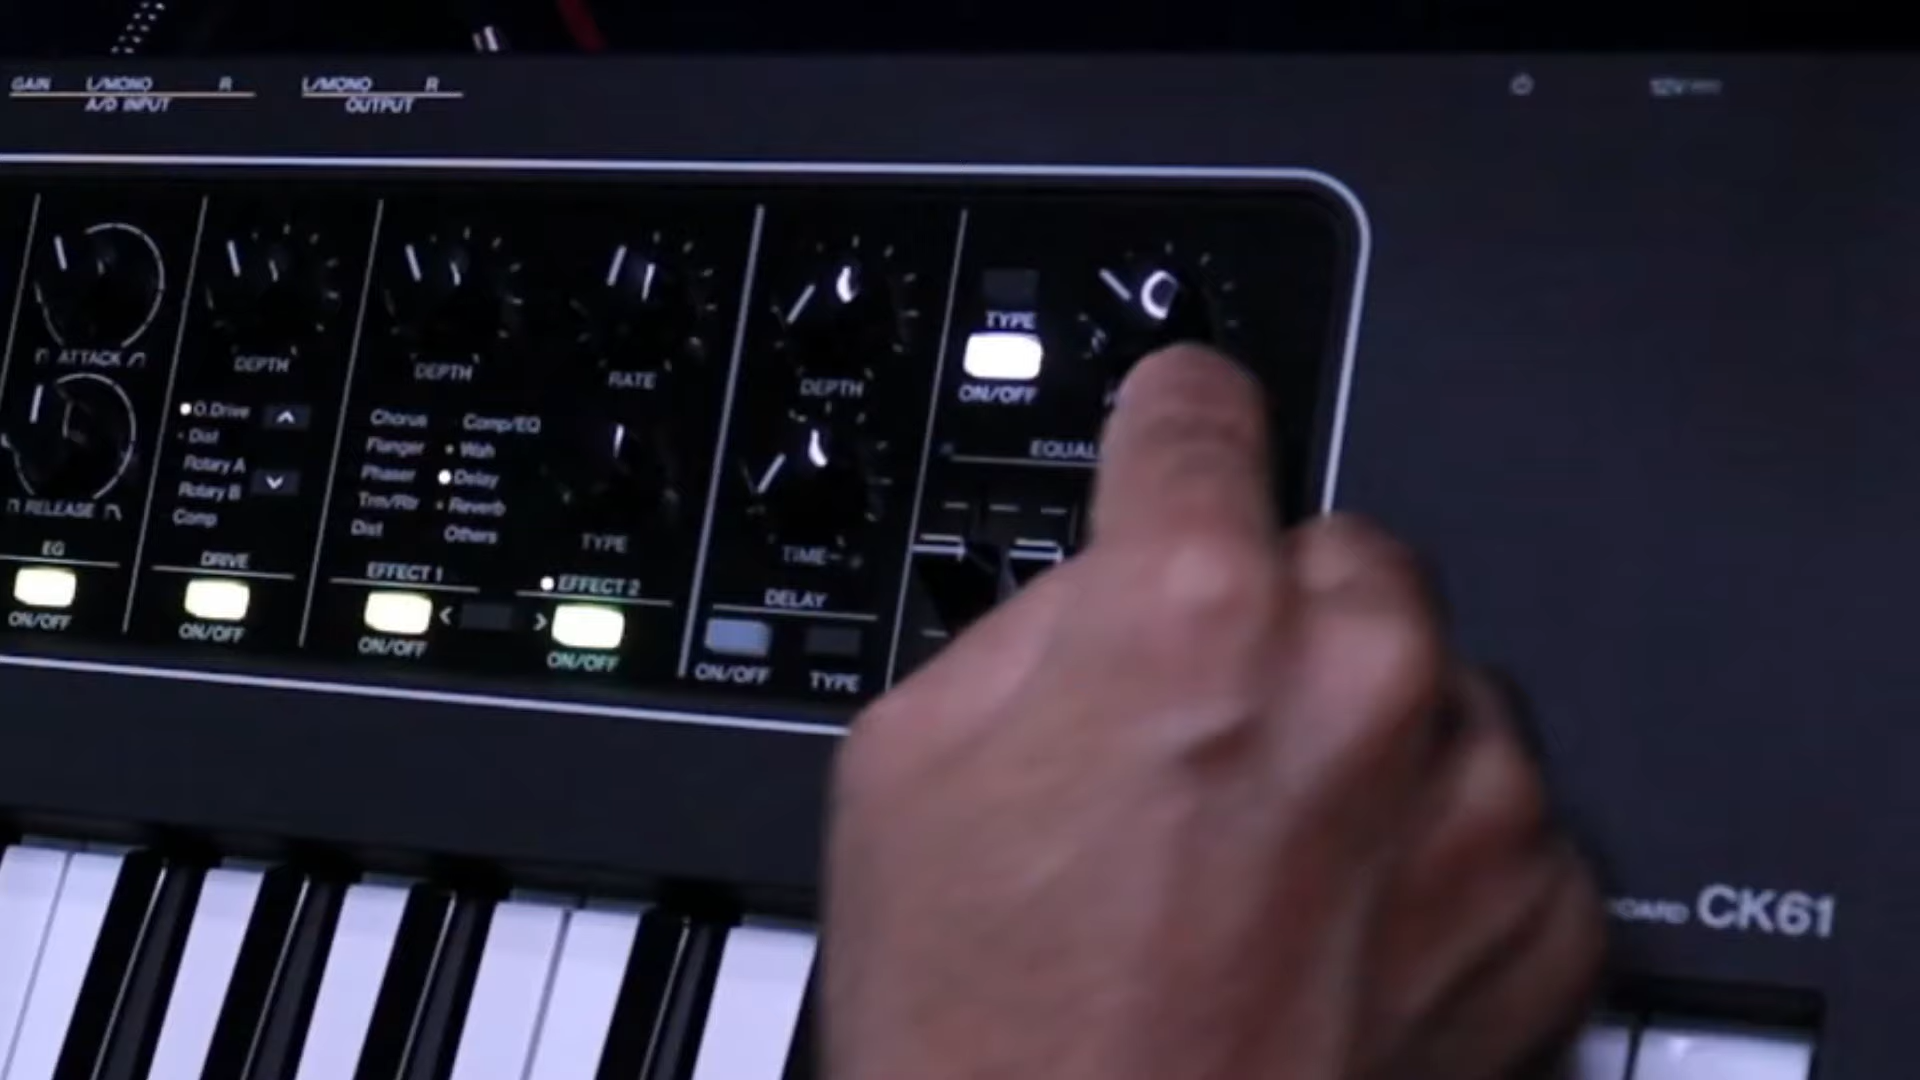 GAIN L/MONO R L/MONO R
A/D INPUT OUTPUT
12V
TYPE
ATTACK DEPTH DEPTH RATE DEPTH ON/OFF
O.Drive Chorus Comp/EQ
Dist Flanger Wah EQUAL
Rotary A Phaser Delay
Rotary B Trm/Rtr Reverb
Comp Dist Others
RELEASE TYPE TIME
EG DRIVE EFFECT 1 EFFECT 2 DELAY
ON/OFF ON/OFF ON/OFF < > ON/OFF ON/OFF TYPE
CK61